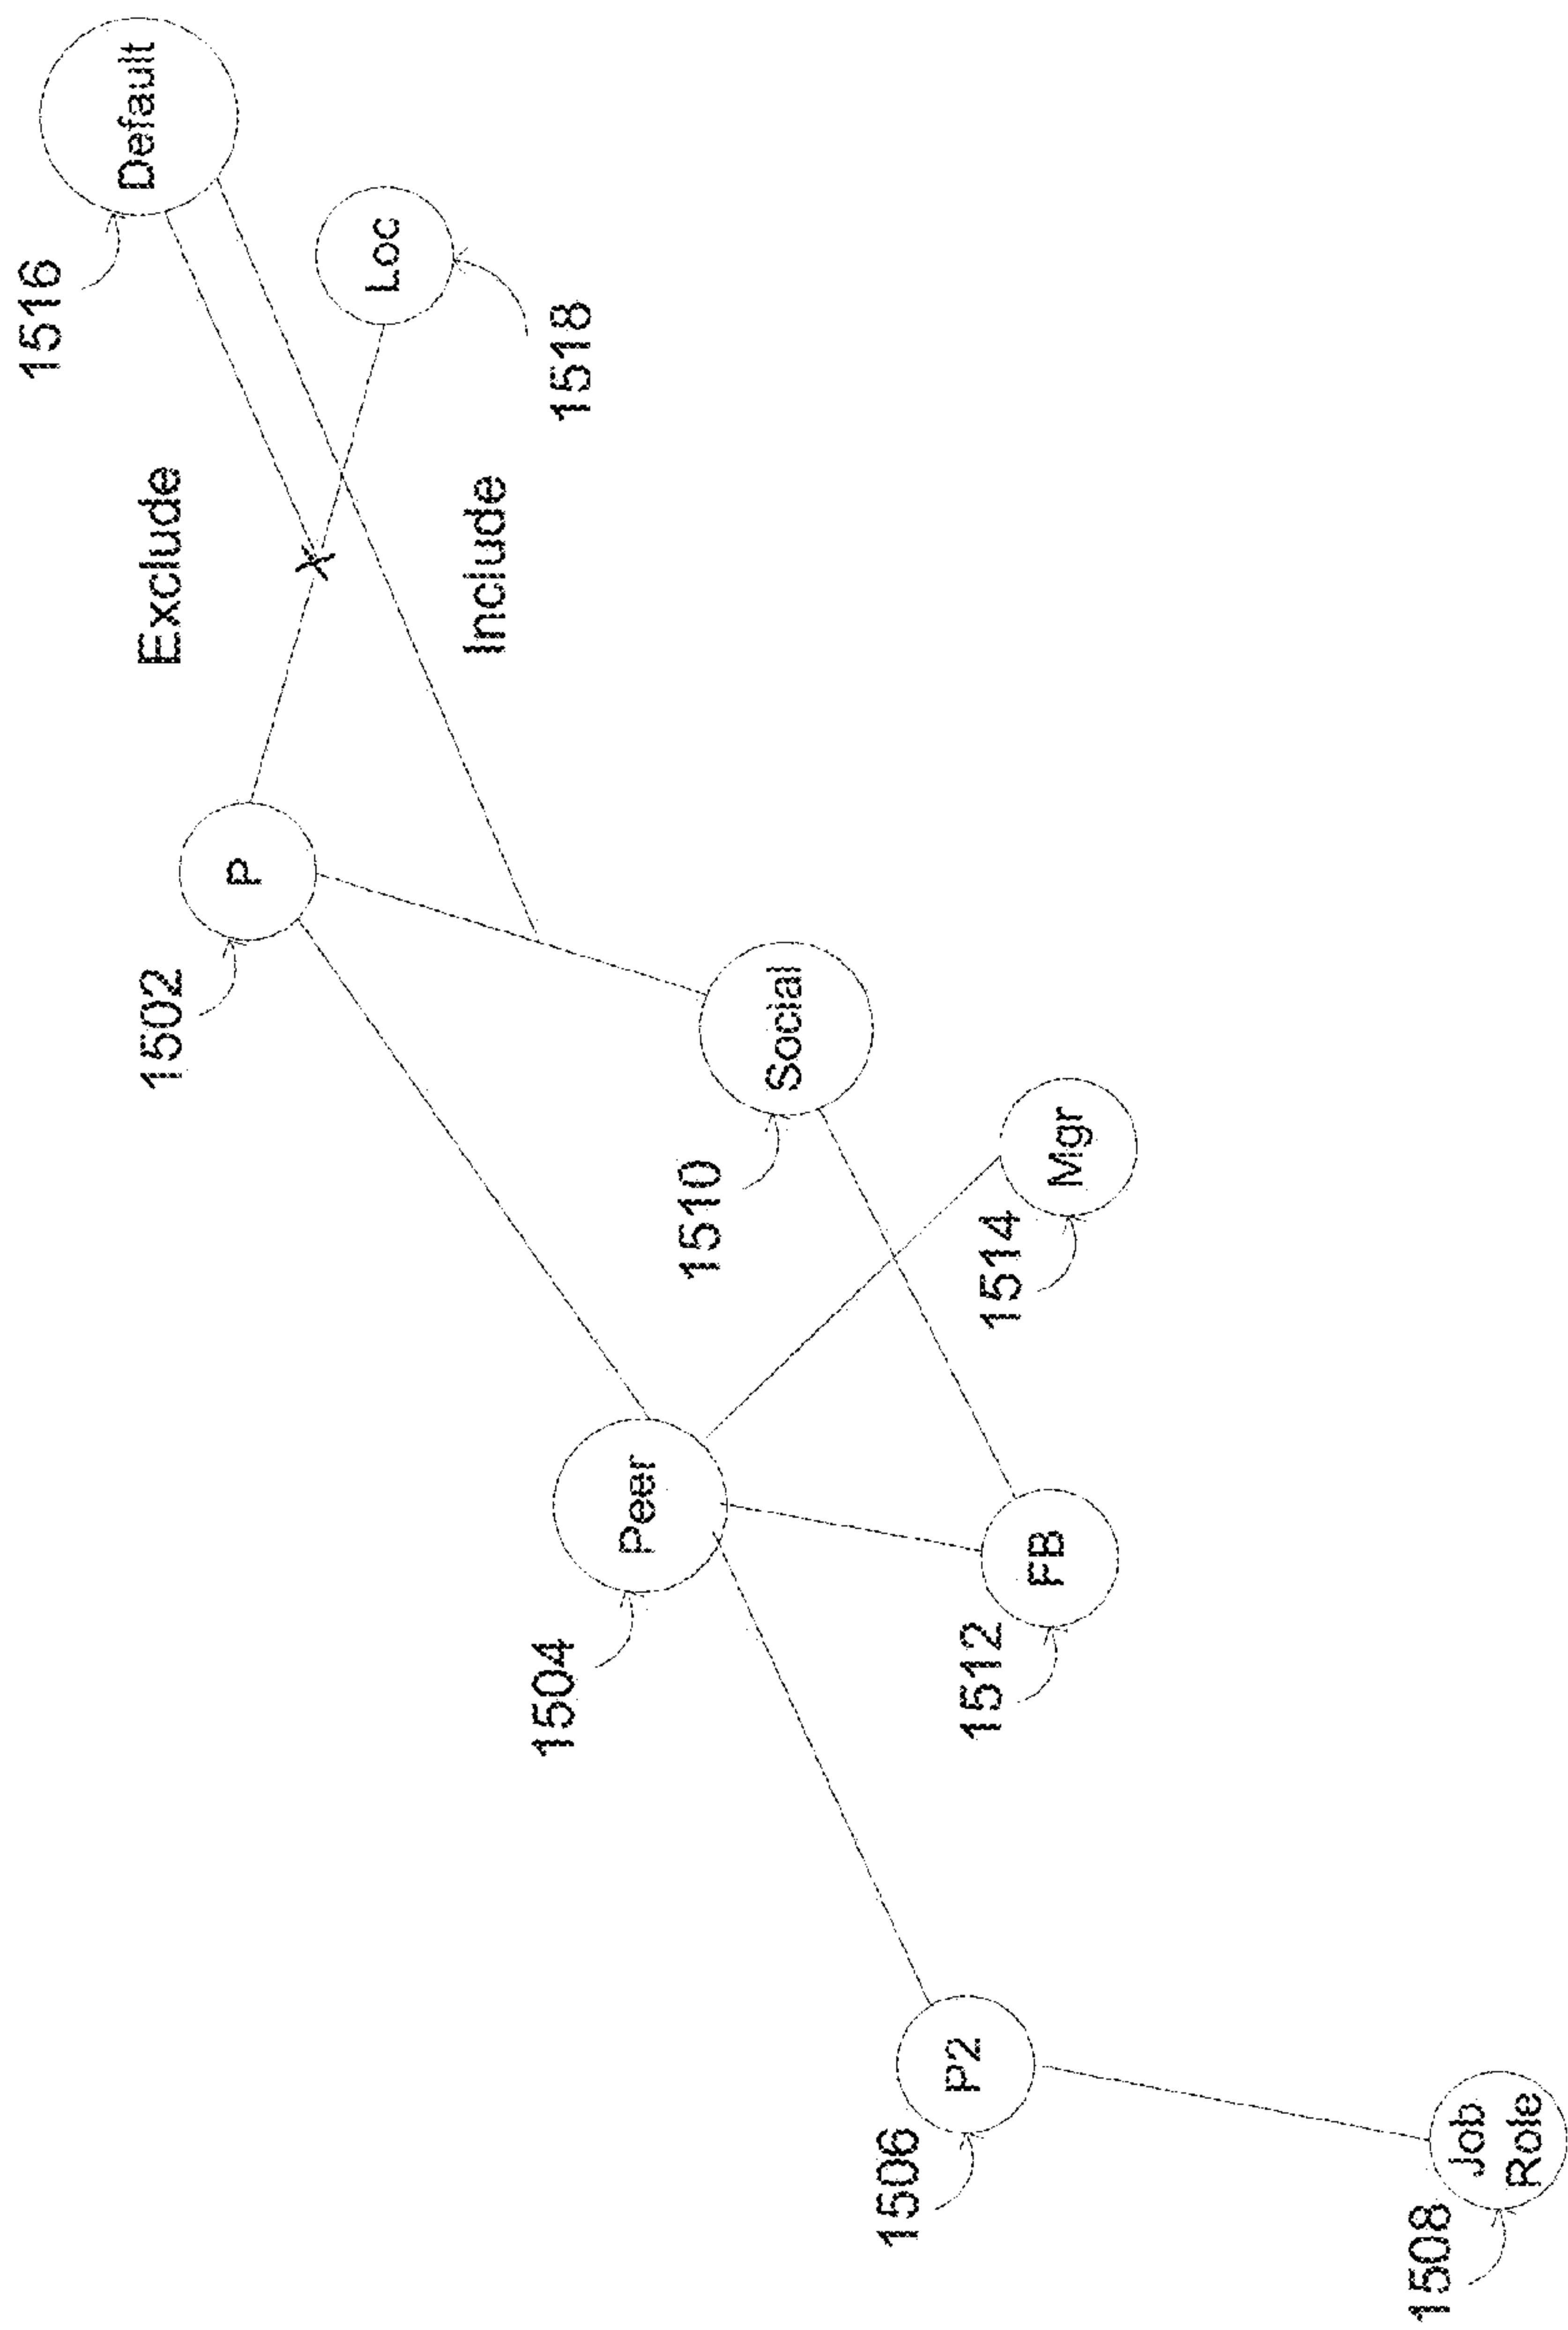 1516
Default
1502
Exclude
P
X
Loc
Include
1504
1518
Peer
1510
Social
1506
P2
1512
1514
FB
Mgr
1508
Job
Role